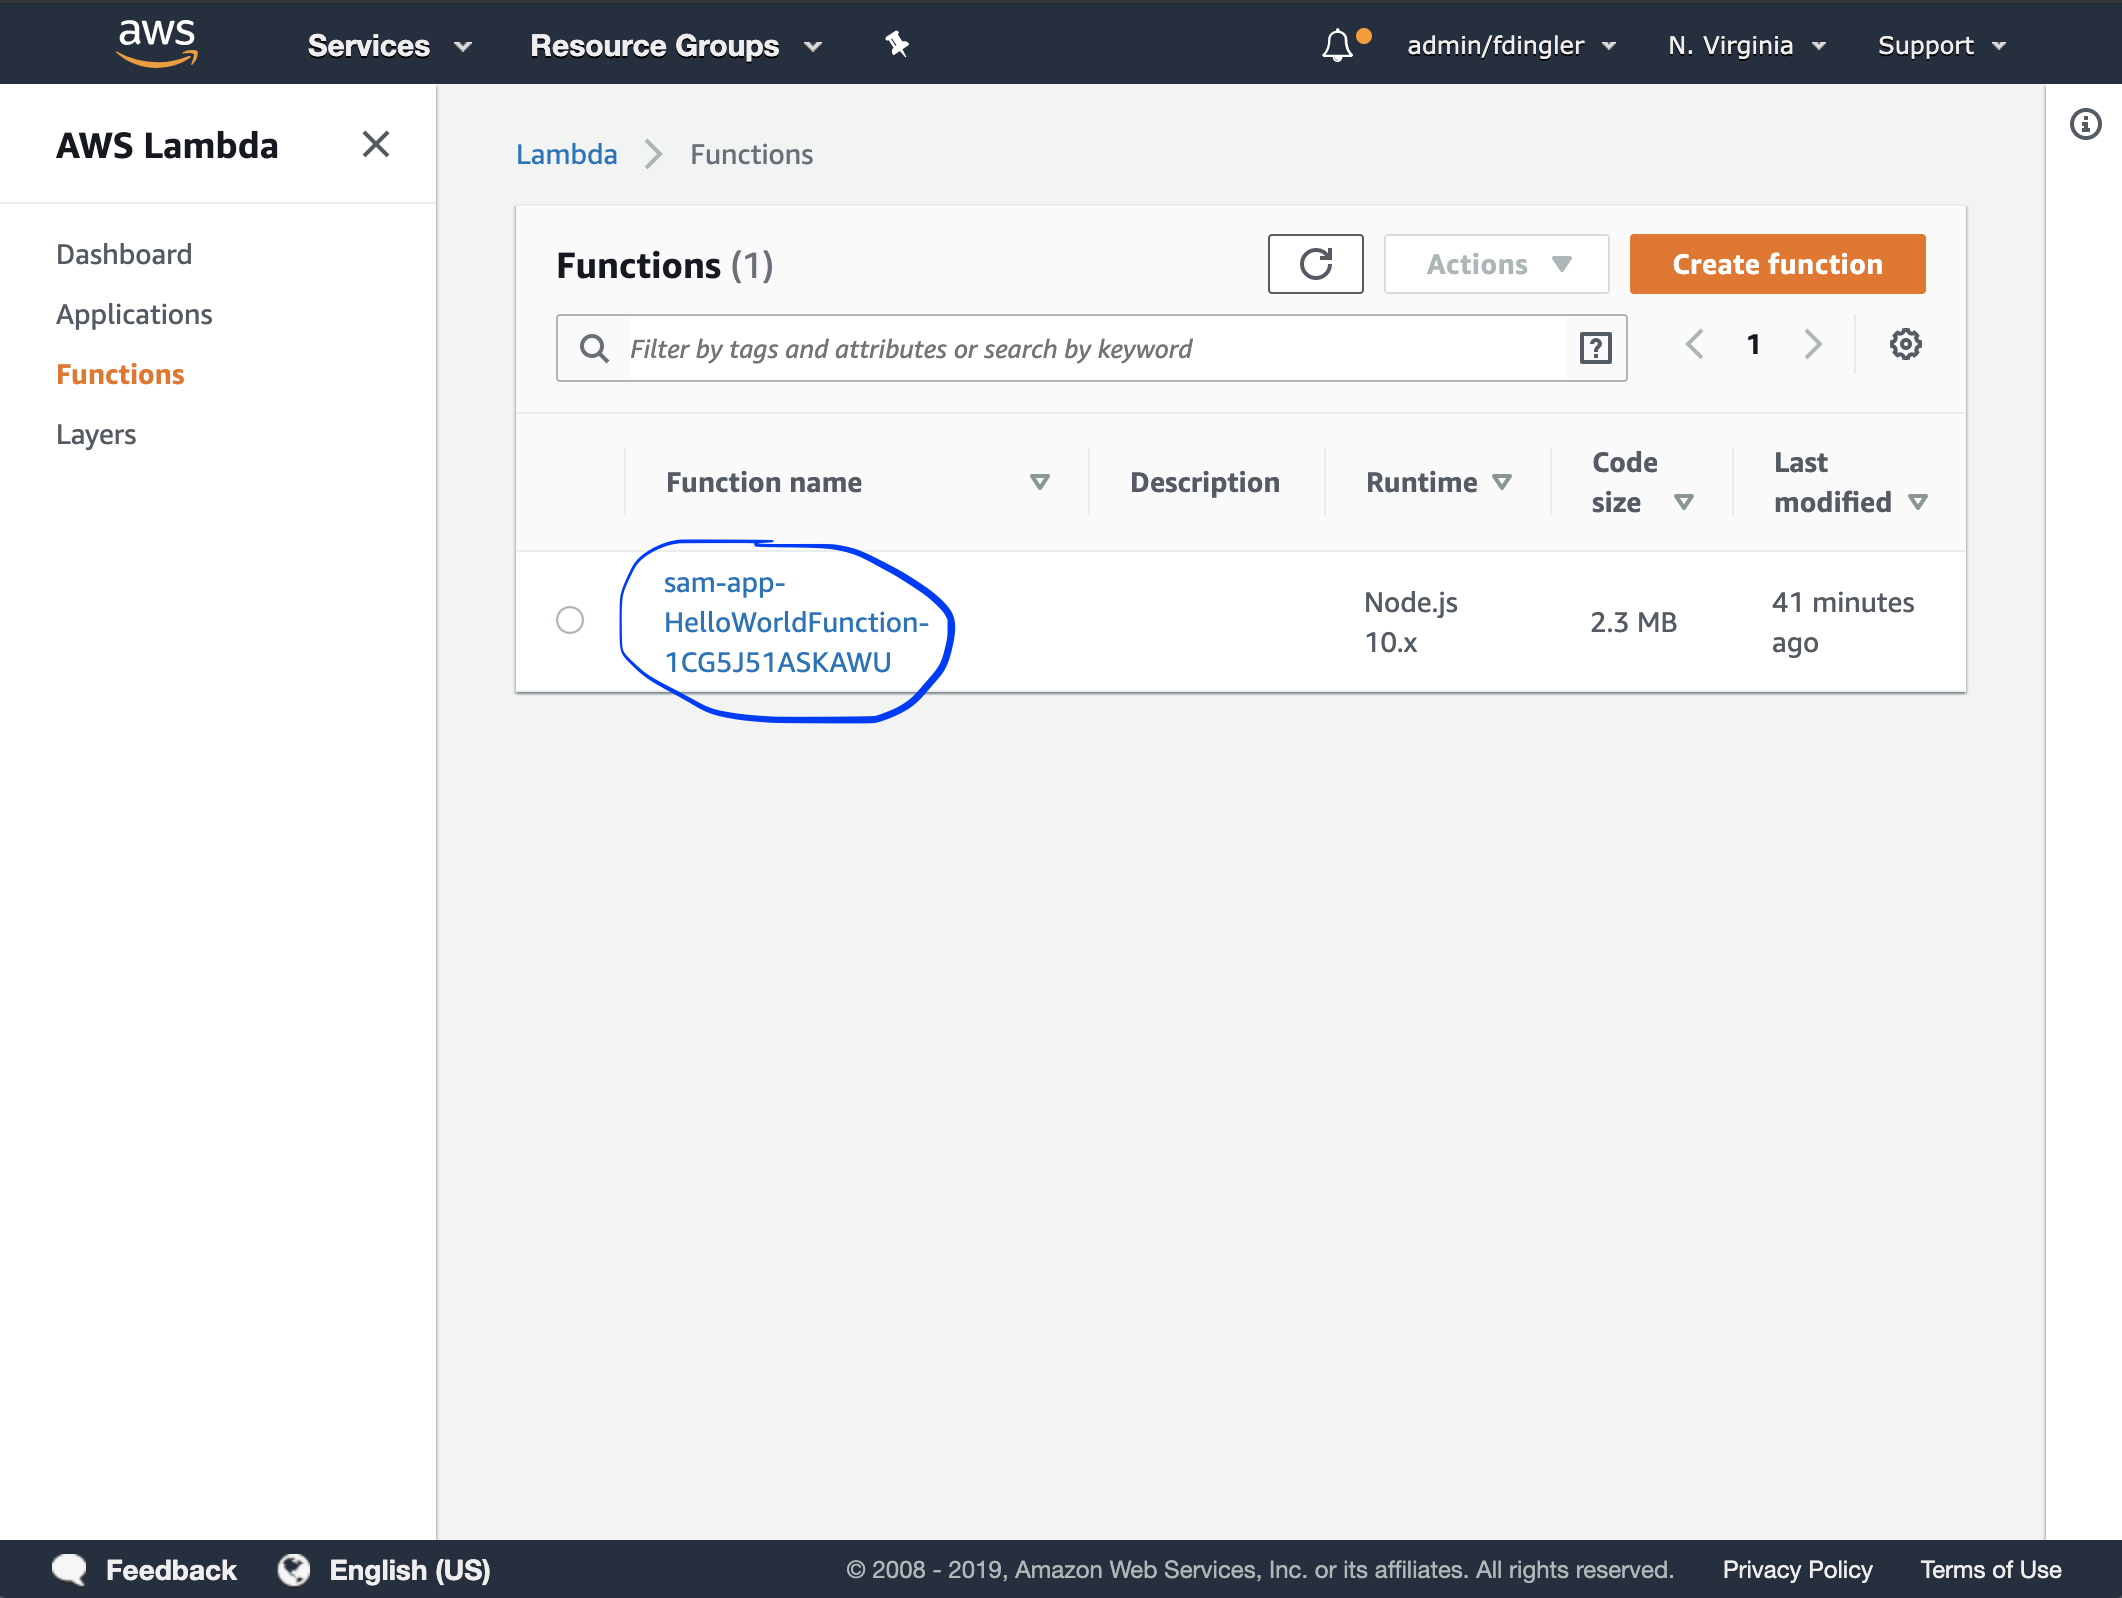 aws
Services
Resource Groups
admin/fdingler
N. Virginia
Support
AWS Lambda
Dashboard
Applications
Functions
Layers
Lambda
Functions
Functions (1)
Actions
Create function
Filter by tags and attributes or search by keyword
?
1
Function name
Description
Runtime
Code
size
Last
modified
sam-app-
HelloWorldFunction-
1CG5J51ASKAWU
Node.js
10.x
2.3 MB
41 minutes
ago
Feedback
English (US)
© 2008 - 2019, Amazon Web Services, Inc. or its affiliates. All rights reserved.
Privacy Policy
Terms of Use